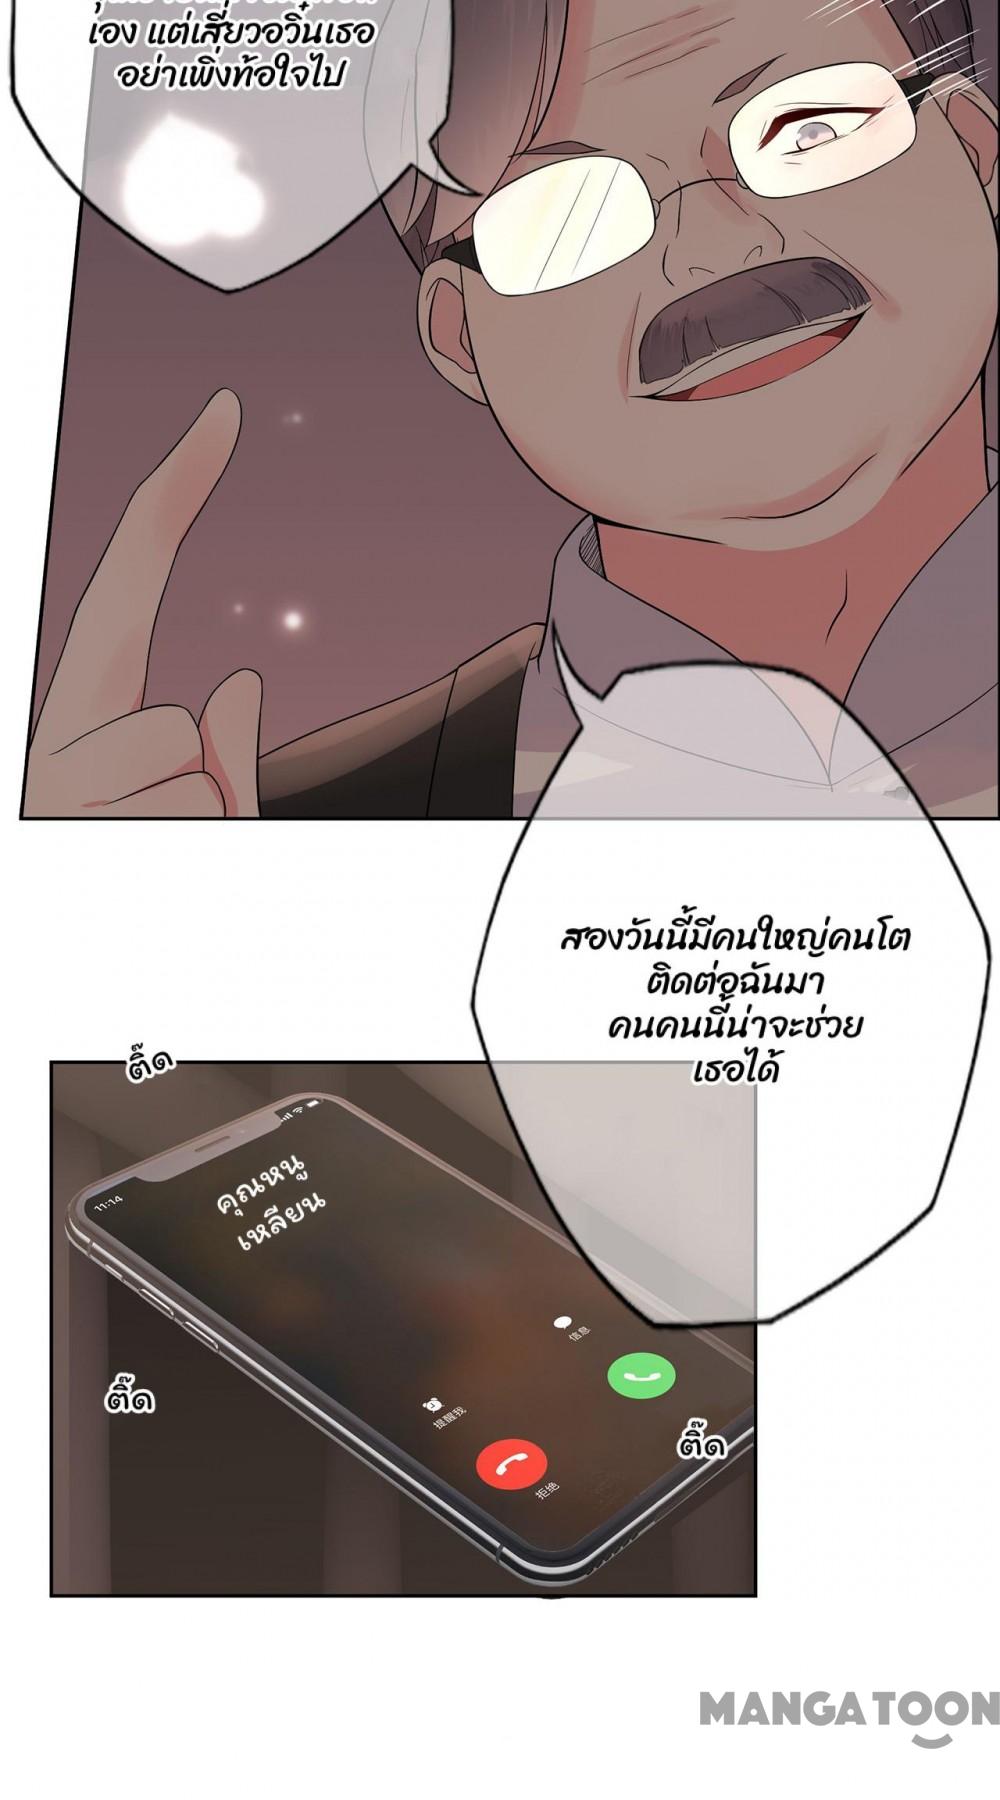 เอง แต่เสี่ยวอวิ๋นเธอ
อย่าเพิ่งท้อใจไป
สองวันนี้มีคนใหญ่คนโต
ติดต่อฉันมา
คนคนนี้น่าจะช่วย
เธอได้
ติ๊ด
11:14
คุณหนู
เหลียน
信息
提醒我
拒绝
ติ๊ด
ติ๊ด
MANGATOON